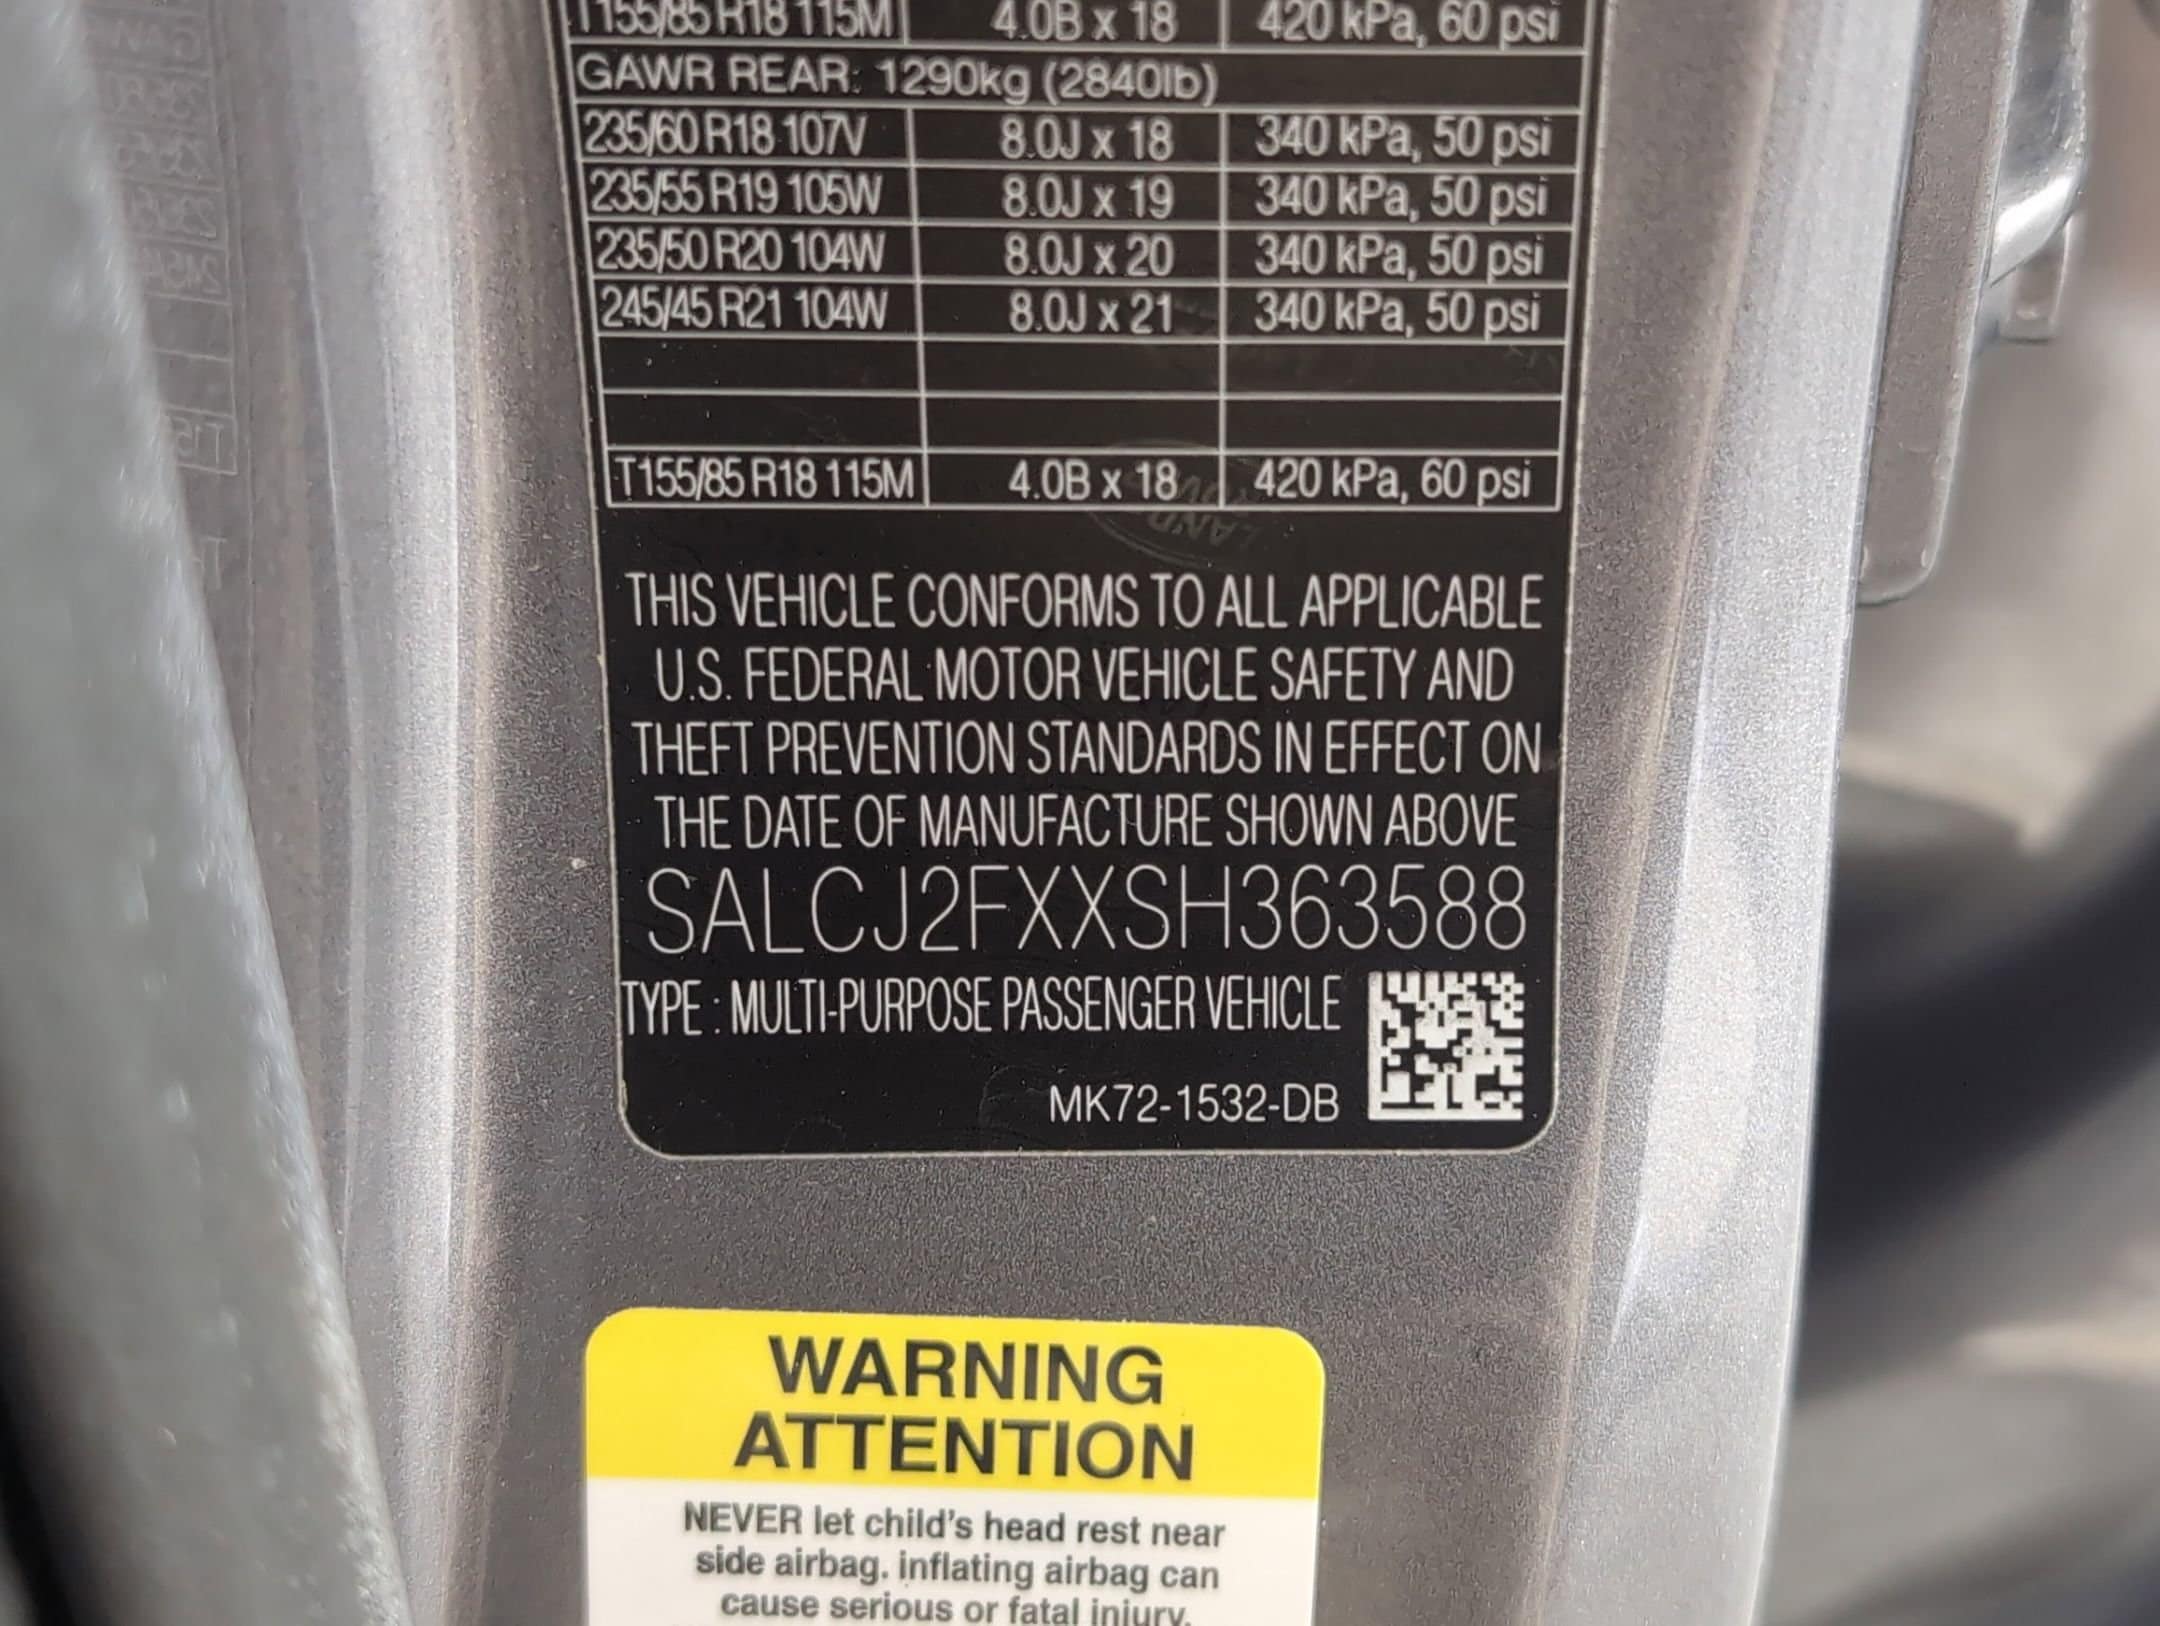 T155/85 R18 115M 4.0B x 18 420 kPa, 60 psi
GAWR REAR: 1290kg (2840lb)
235/60 R18 107V 8.0J x 18 340 kPa, 50 psi
235/55 R19 105W 8.0J x 19 340 kPa, 50 psi
235/50 R20 104W 8.0J x 20 340 kPa, 50 psi
245/45 R21 104W 8.0J x 21 340 kPa, 50 psi
T155/85 R18 115M 4.0B x 18 420 kPa, 60 psi
THIS VEHICLE CONFORMS TO ALL APPLICABLE
U.S. FEDERAL MOTOR VEHICLE SAFETY AND
THEFT PREVENTION STANDARDS IN EFFECT ON
THE DATE OF MANUFACTURE SHOWN ABOVE
SALCJ2FXXSH363588
TYPE : MULTI-PURPOSE PASSENGER VEHICLE
MK72-1532-DB
WARNING
ATTENTION
NEVER let child's head rest near
side airbag. inflating airbag can
cause serious or fatal injury.